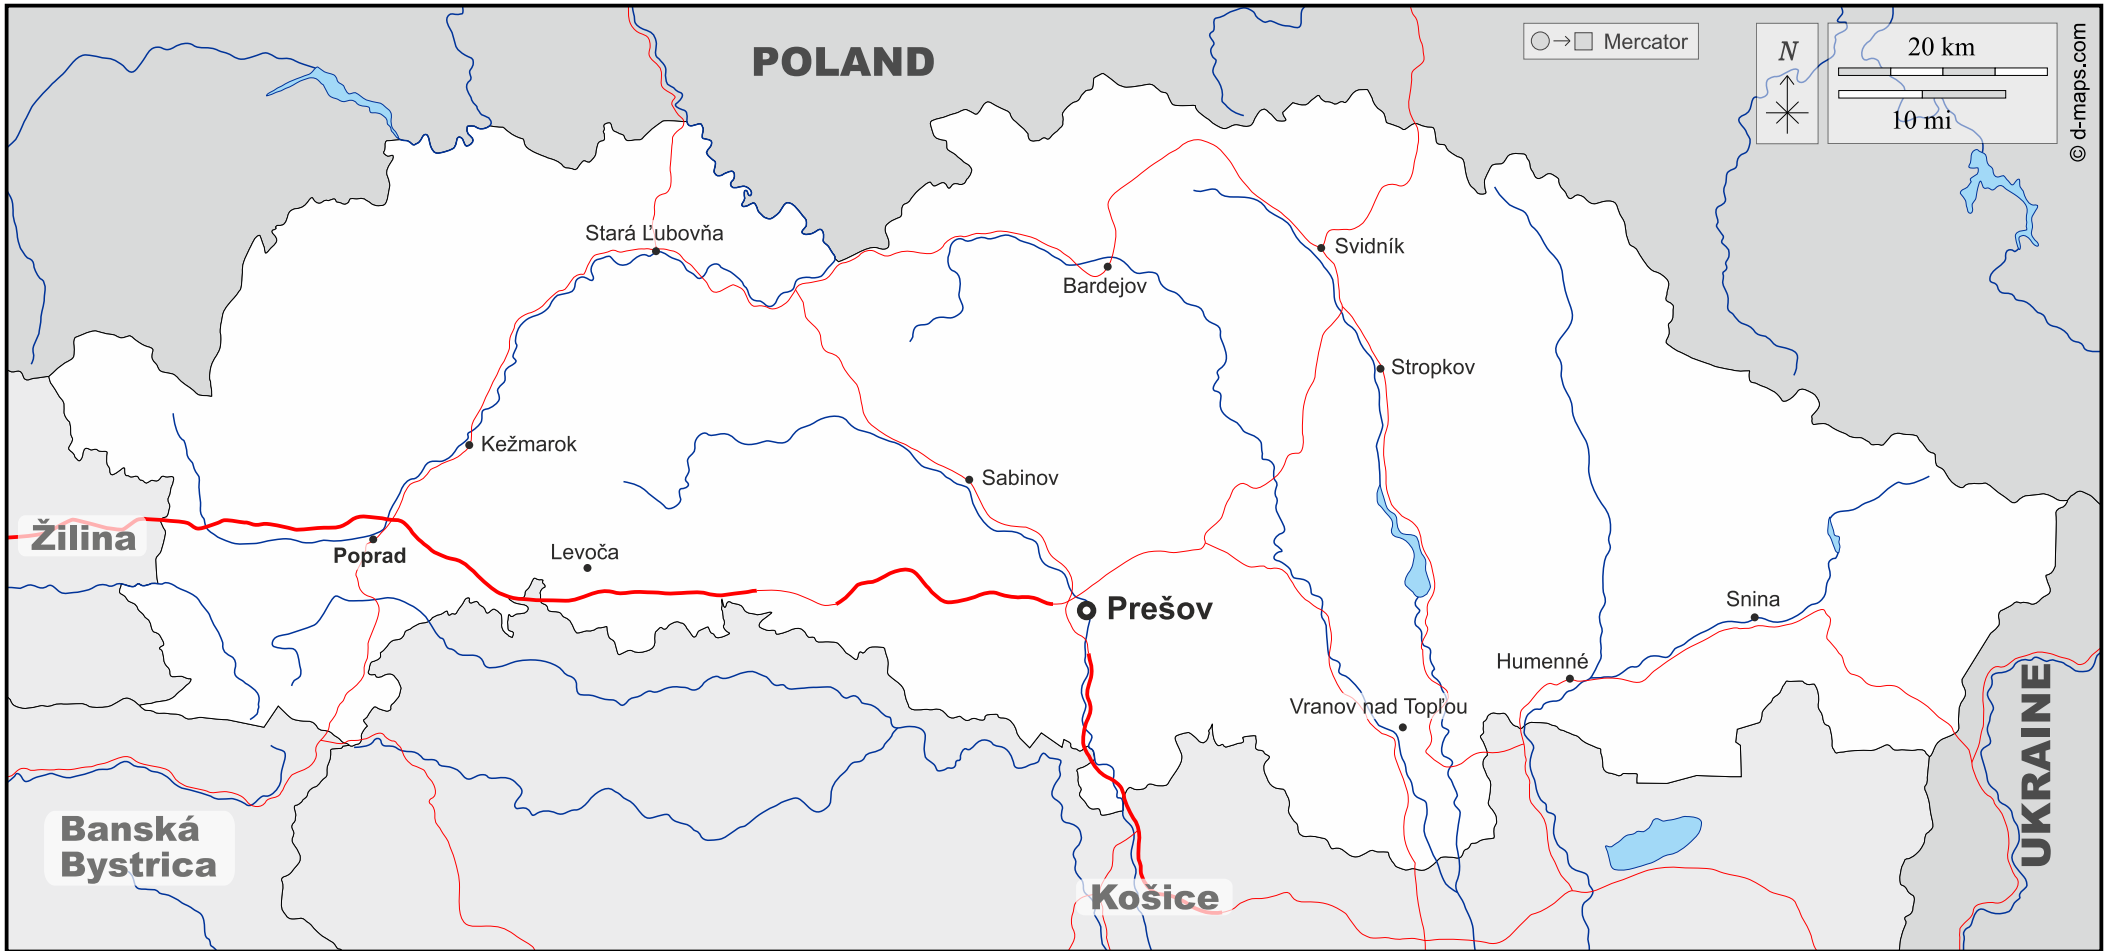 POLAND
Mercator
N
20 km
10 mi
© d-maps.com
Stará Ľubovňa
Svidník
Bardejov
Stropkov
Kežmarok
Sabinov
Žilina
Poprad
Levoča
Prešov
Snina
Humenné
Vranov nad Topľou
UKRAINE
Banská
Bystrica
Košice